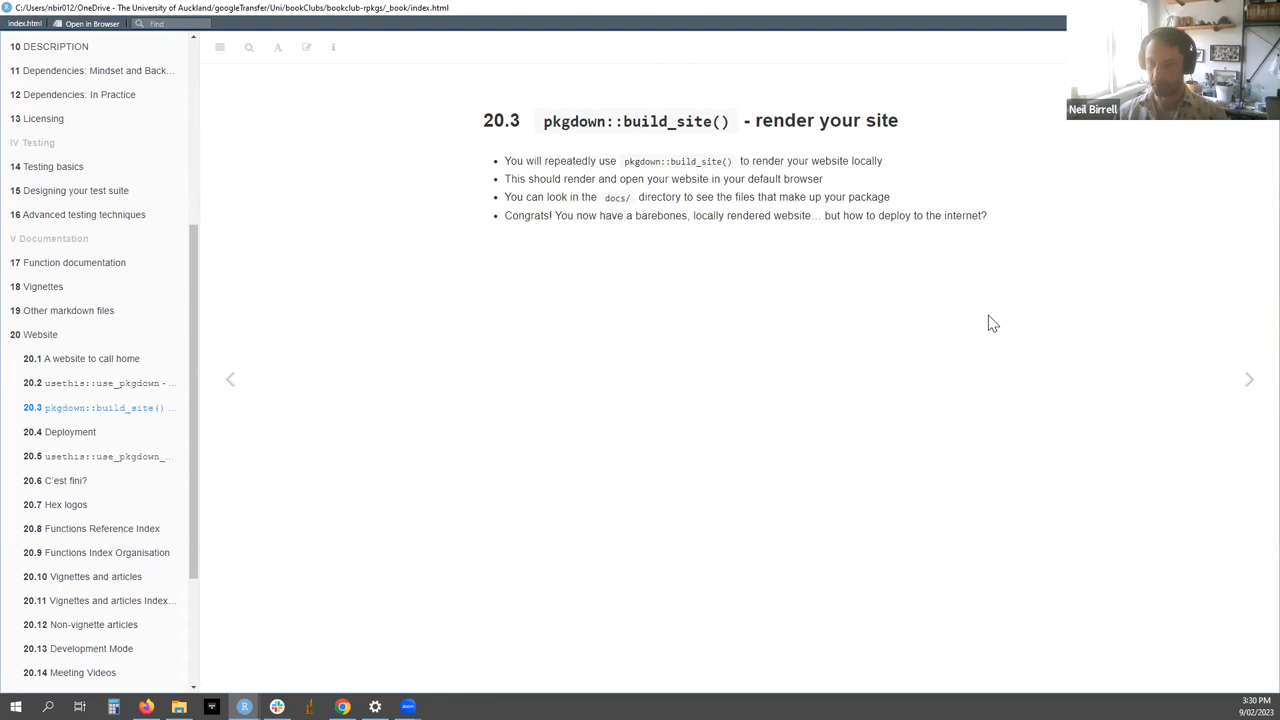 C:/Users/nbir012/OneDrive - The University of Auckland/googleTransfer/Uni/bookClubs/bookclub-rpkgs/_book/index.html
index.html
Open in Browser
Find
10 DESCRIPTION
11 Dependencies: Mindset and Back...
12 Dependencies: In Practice
13 Licensing
IV Testing
14 Testing basics
15 Designing your test suite
16 Advanced testing techniques
V Documentation
17 Function documentation
18 Vignettes
19 Other markdown files
20 Website
20.1 A website to call home
20.2 usethis::use_pkgdown - ...
20.3 pkgdown::build_site() ...
20.4 Deployment
20.5 usethis::use_pkgdown_...
20.6 C'est fini?
20.7 Hex logos
20.8 Functions Reference Index
20.9 Functions Index Organisation
20.10 Vignettes and articles
20.11 Vignettes and articles Index...
20.12 Non-vignette articles
20.13 Development Mode
20.14 Meeting Videos
20.3 pkgdown::build_site() - render your site
• You will repeatedly use pkgdown::build_site() to render your website locally
• This should render and open your website in your default browser
• You can look in the docs/ directory to see the files that make up your package
• Congrats! You now have a barebones, locally rendered website... but how to deploy to the internet?
Neil Birrell
3:30 PM
9/02/2023